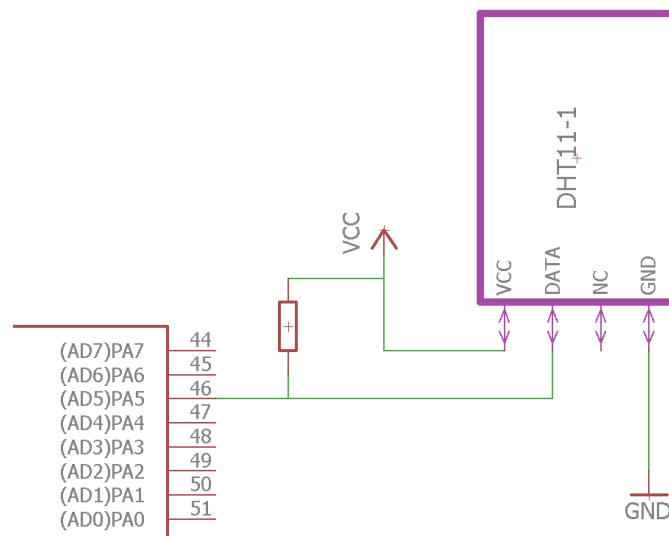 DHT11-1
VCC
VCC
DATA
NC
GND
(AD7)PA7 44
(AD6)PA6 45
(AD5)PA5 46
(AD4)PA4 47
(AD3)PA3 48
(AD2)PA2 49
(AD1)PA1 50
(AD0)PA0 51
GND